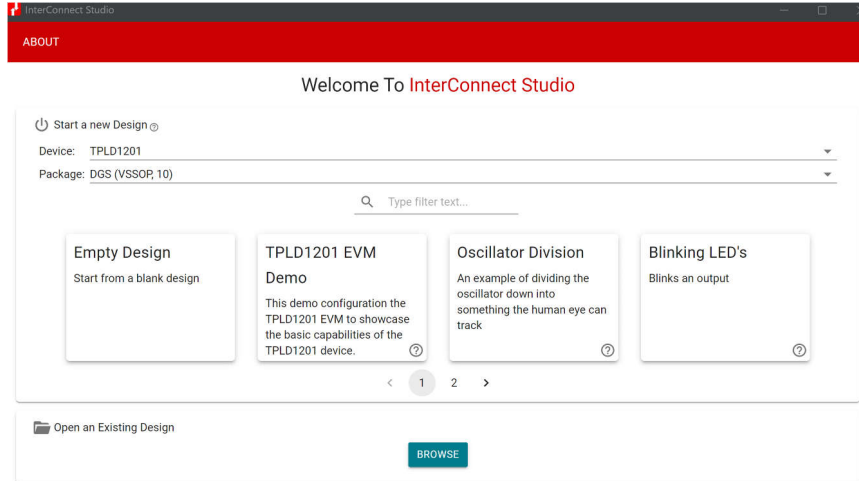 InterConnect Studio
ABOUT
Welcome To InterConnect Studio
Start a new Design
Device: TPLD1201
Package: DGS (VSSOP, 10)
Type filter text...
Empty Design
Start from a blank design
TPLD1201 EVM
Demo
This demo configuration the
TPLD1201 EVM to showcase
the basic capabilities of the
TPLD1201 device.
Oscillator Division
An example of dividing the
oscillator down into
something the human eye can
track
Blinking LED's
Blinks an output
< 1 2 >
Open an Existing Design
BROWSE